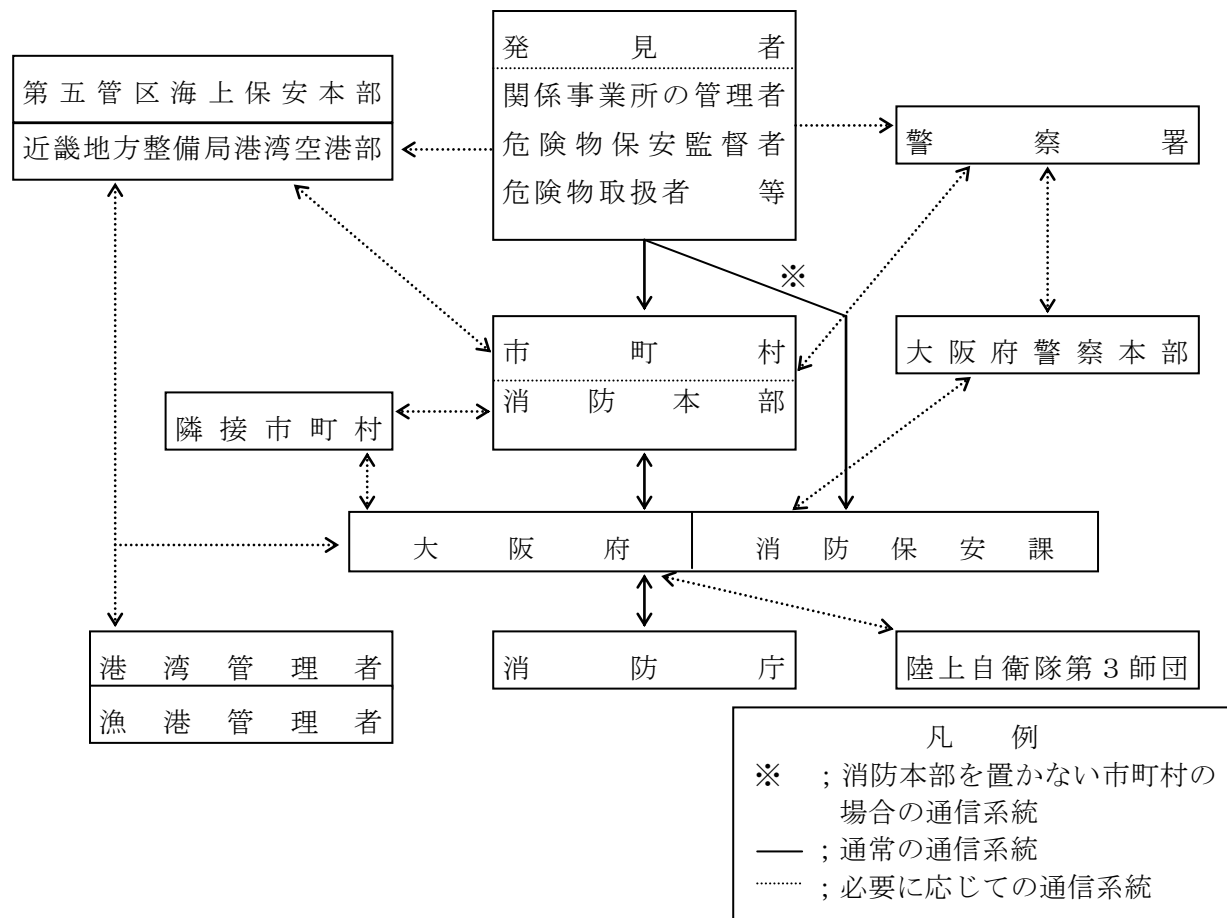 発見者
関係事業所の管理者
危険物保安監督者
危険物取扱者 等
第五管区海上保安本部
近畿地方整備局港湾空港部
警察署
※
市町村
消防本部
大阪府警察本部
隣接市町村
大阪府 消防保安課
港湾管理者
漁港管理者
消防庁
陸上自衛隊第3師団
凡 例
※ ;消防本部を置かない市町村の
場合の通信系統
;通常の通信系統
;必要に応じての通信系統